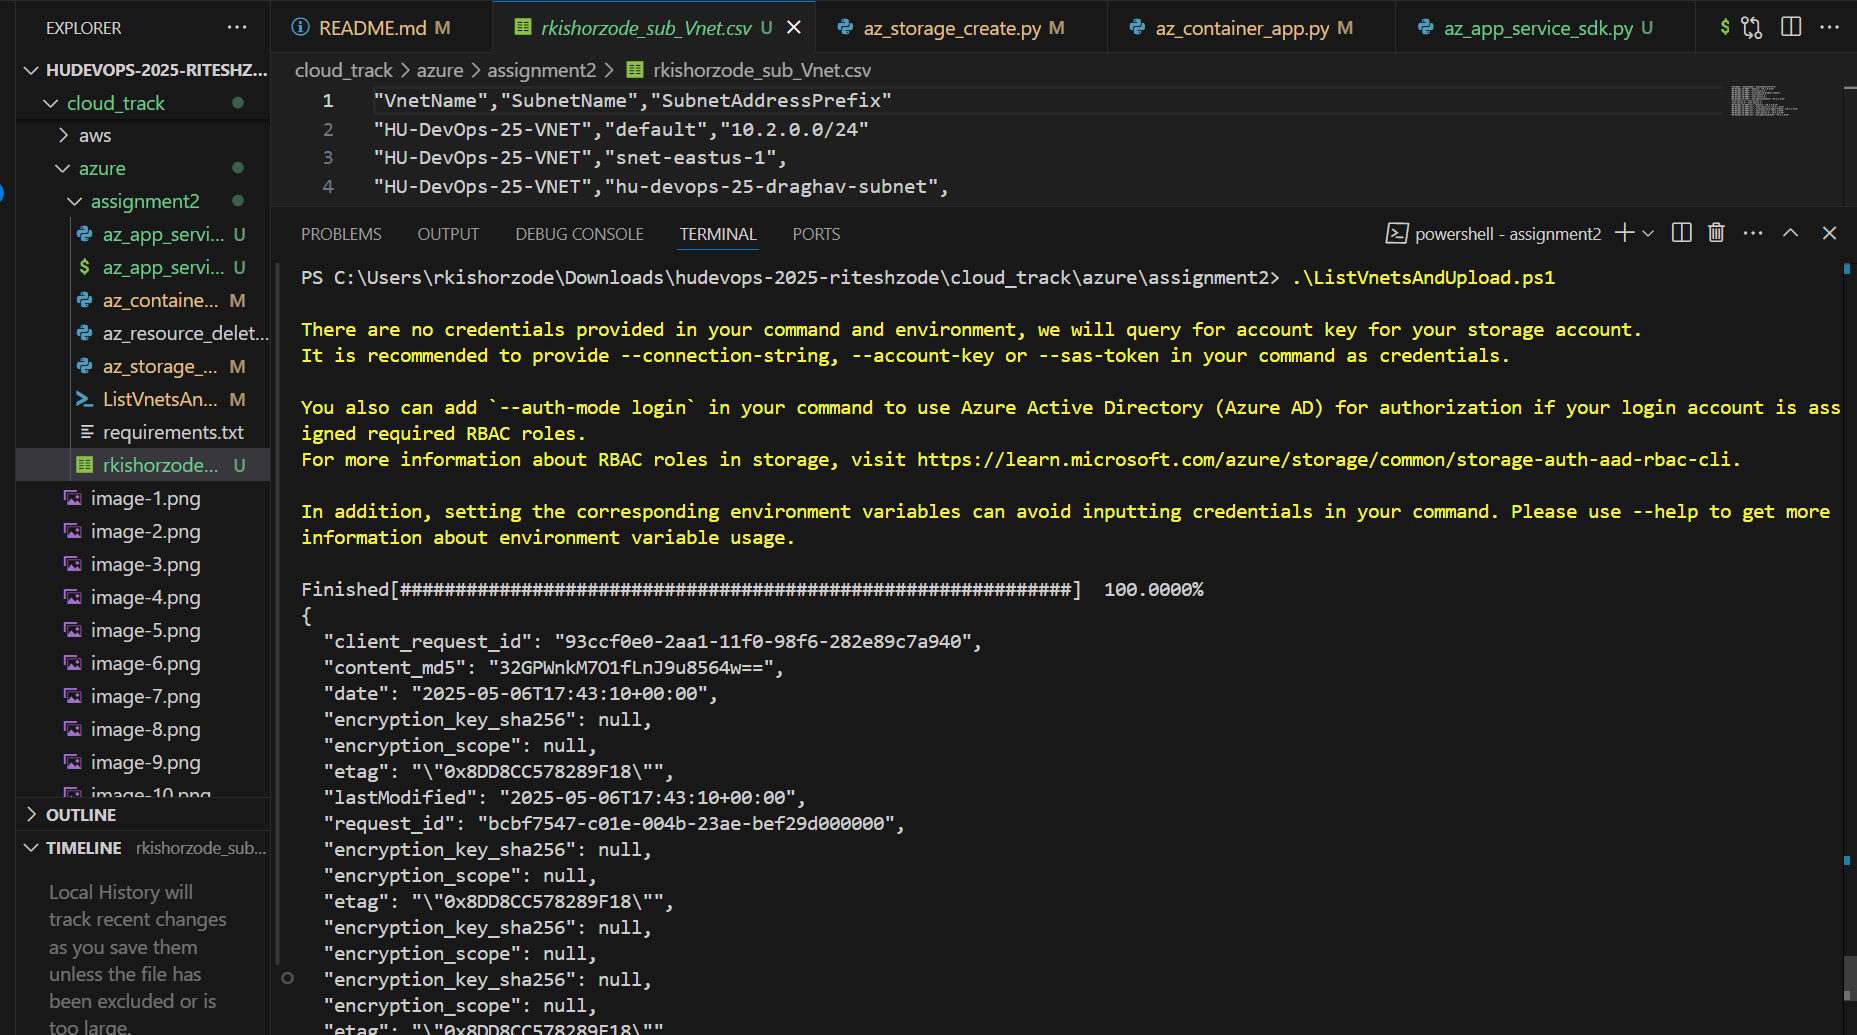 EXPLORER
···
HUDEVOPS-2025-RITESHZ...
cloud_track
aws
azure
assignment2
az_app_servi... U
az_app_servi... U
az_containe... M
az_resource_delet...
az_storage_... M
ListVnetsAn... M
requirements.txt
rkishorzode... U
image-1.png
image-2.png
image-3.png
image-4.png
image-5.png
image-6.png
image-7.png
image-8.png
image-9.png
image-10.png
OUTLINE
TIMELINE rkishorzode_sub...
Local History will
track recent changes
as you save them
unless the file has
been excluded or is
too large.
README.md M
rkishorzode_sub_Vnet.csv U
az_storage_create.py M
az_container_app.py M
az_app_service_sdk.py U
$
cloud_track > azure > assignment2 > rkishorzode_sub_Vnet.csv
1 "VnetName","SubnetName","SubnetAddressPrefix"
2 "HU-DevOps-25-VNET","default","10.2.0.0/24"
3 "HU-DevOps-25-VNET","snet-eastus-1",
4 "HU-DevOps-25-VNET","hu-devops-25-draghav-subnet",
PROBLEMS OUTPUT DEBUG CONSOLE TERMINAL PORTS
powershell - assignment2
PS C:\Users\rkishorzode\Downloads\hudevops-2025-riteshzode\cloud_track\azure\assignment2> .\ListVnetsAndUpload.ps1
There are no credentials provided in your command and environment, we will query for account key for your storage account.
It is recommended to provide --connection-string, --account-key or --sas-token in your command as credentials.
You also can add `--auth-mode login` in your command to use Azure Active Directory (Azure AD) for authorization if your login account is ass
igned required RBAC roles.
For more information about RBAC roles in storage, visit https://learn.microsoft.com/azure/storage/common/storage-auth-aad-rbac-cli.
In addition, setting the corresponding environment variables can avoid inputting credentials in your command. Please use --help to get more
information about environment variable usage.
Finished[#############################################################]  100.0000%
{
"client_request_id": "93ccf0e0-2aa1-11f0-98f6-282e89c7a940",
"content_md5": "32GPWnkM7O1fLnJ9u8564w==",
"date": "2025-05-06T17:43:10+00:00",
"encryption_key_sha256": null,
"encryption_scope": null,
"etag": "\"0x8DD8CC578289F18\"",
"lastModified": "2025-05-06T17:43:10+00:00",
"request_id": "bcbf7547-c01e-004b-23ae-bef29d000000",
"encryption_key_sha256": null,
"encryption_scope": null,
"etag": "\"0x8DD8CC578289F18\"",
"encryption_key_sha256": null,
"encryption_scope": null,
"encryption_key_sha256": null,
"encryption_scope": null,
"etag": "\"0x8DD8CC578289F18\""